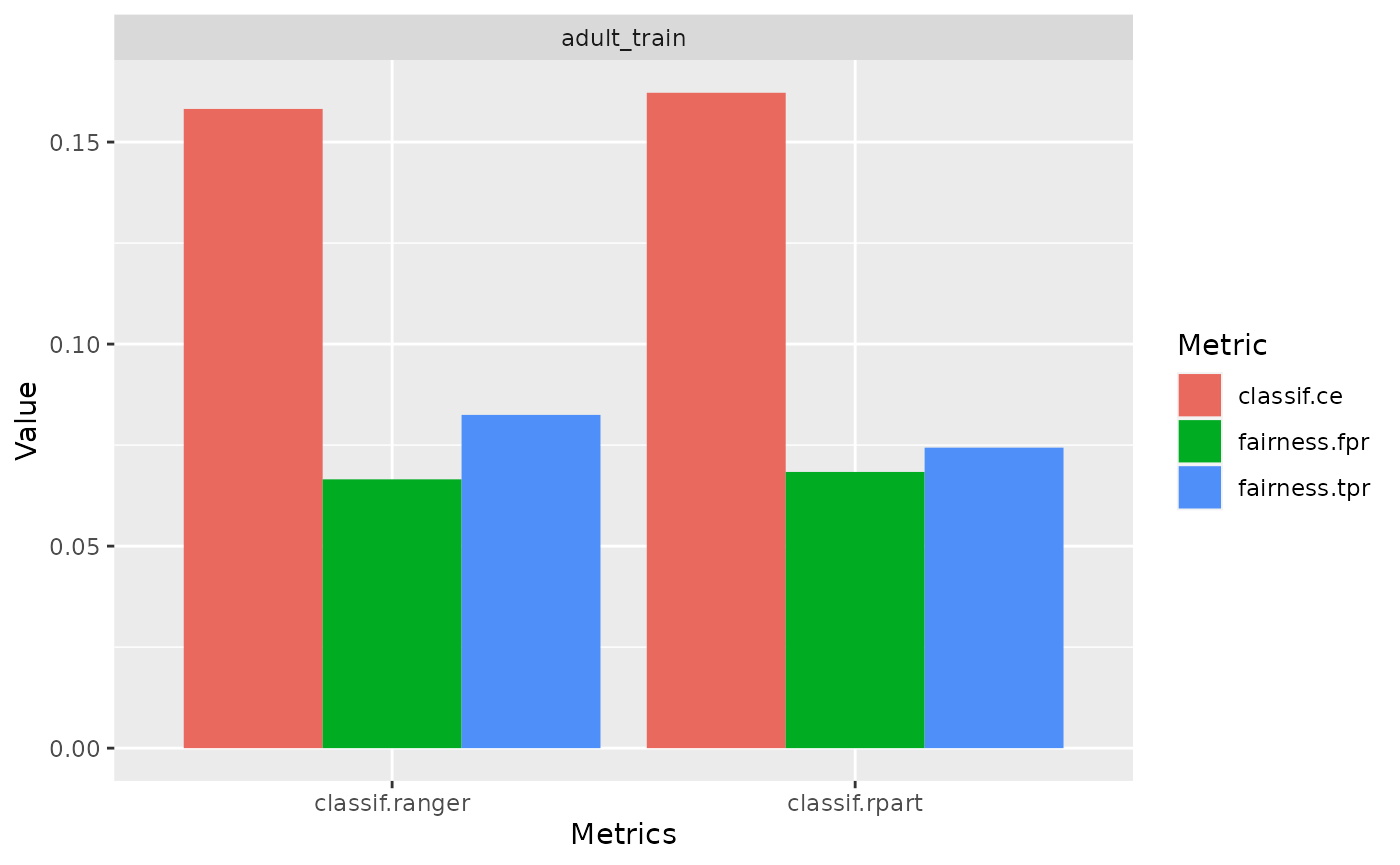 adult_train
0.15
0.10
0.05
0.00
Value
classif.ranger
classif.rpart
Metrics
Metric
classif.ce
fairness.fpr
fairness.tpr